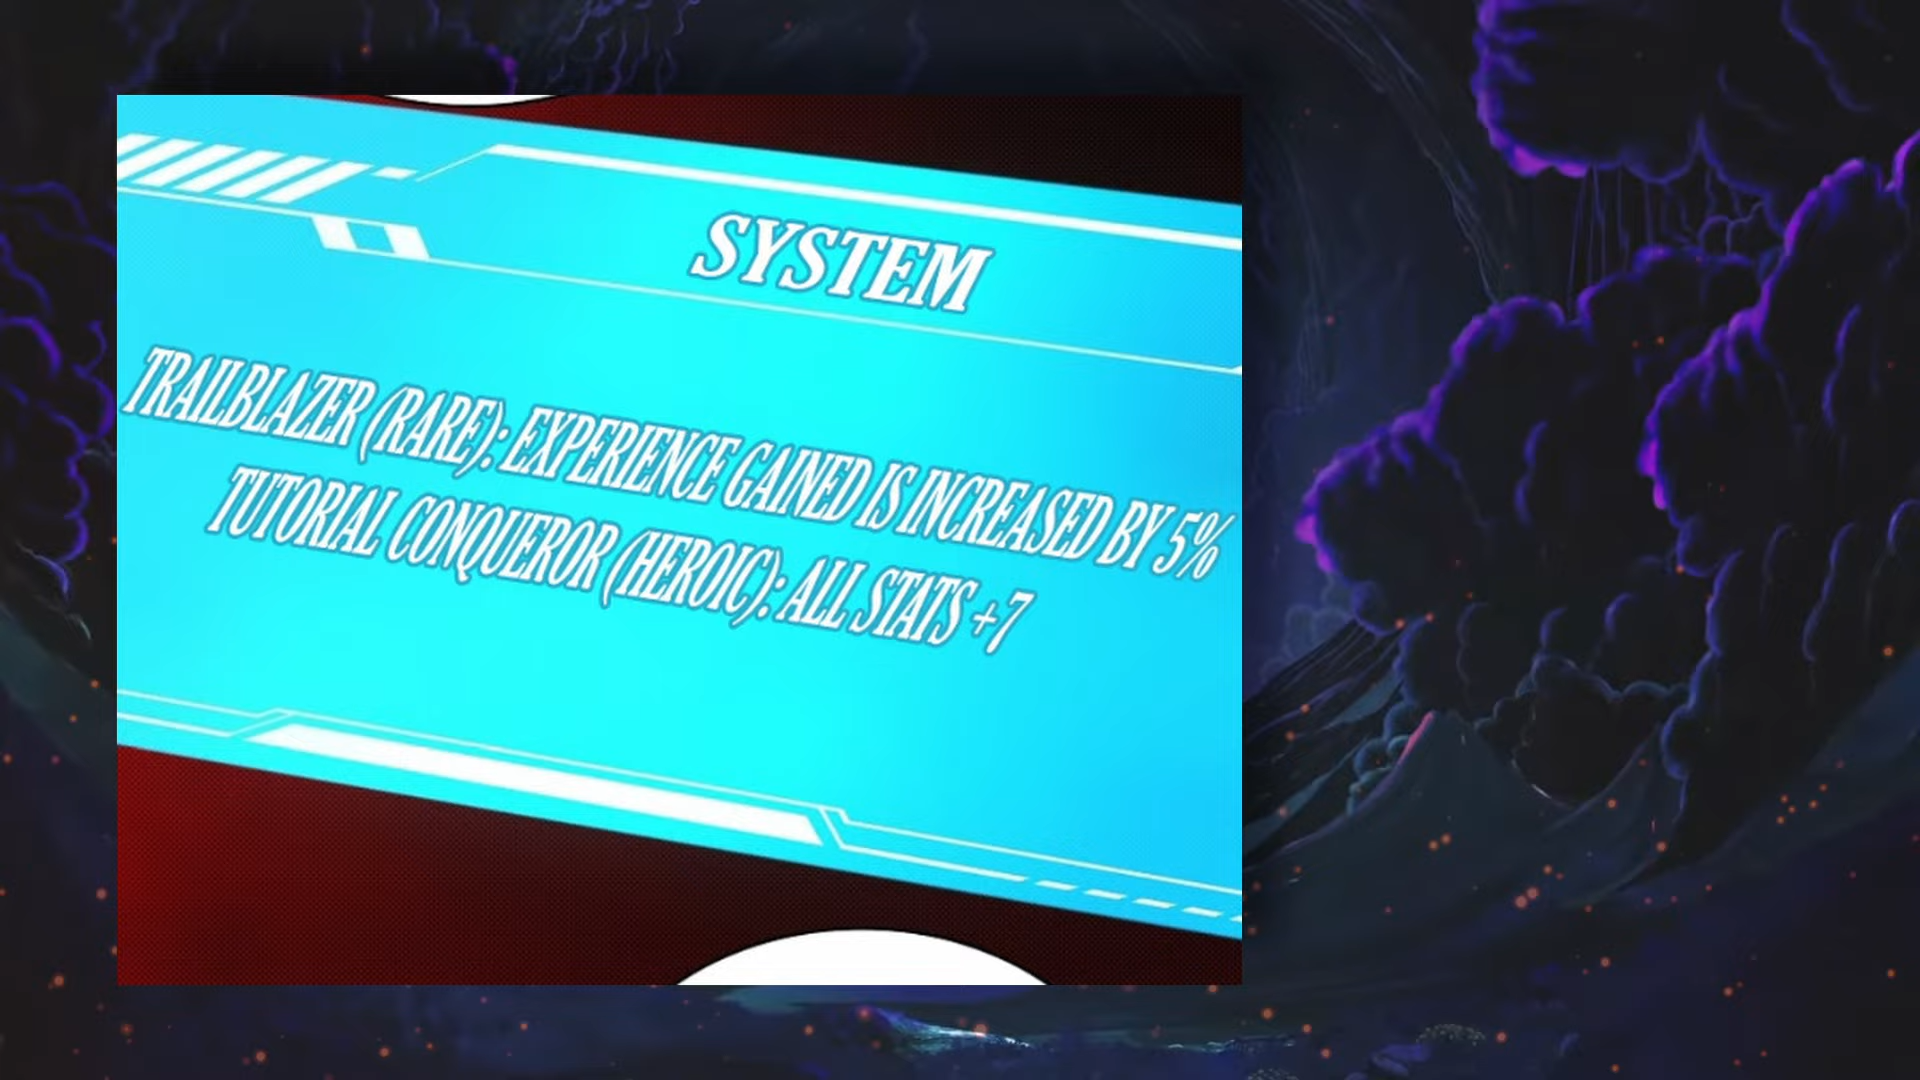 SYSTEM
TRAILBLAZER (RARE): EXPERIENCE GAINED IS INCREASED BY 5%
TUTORIAL CONQUEROR (HEROIC): ALL STATS +7